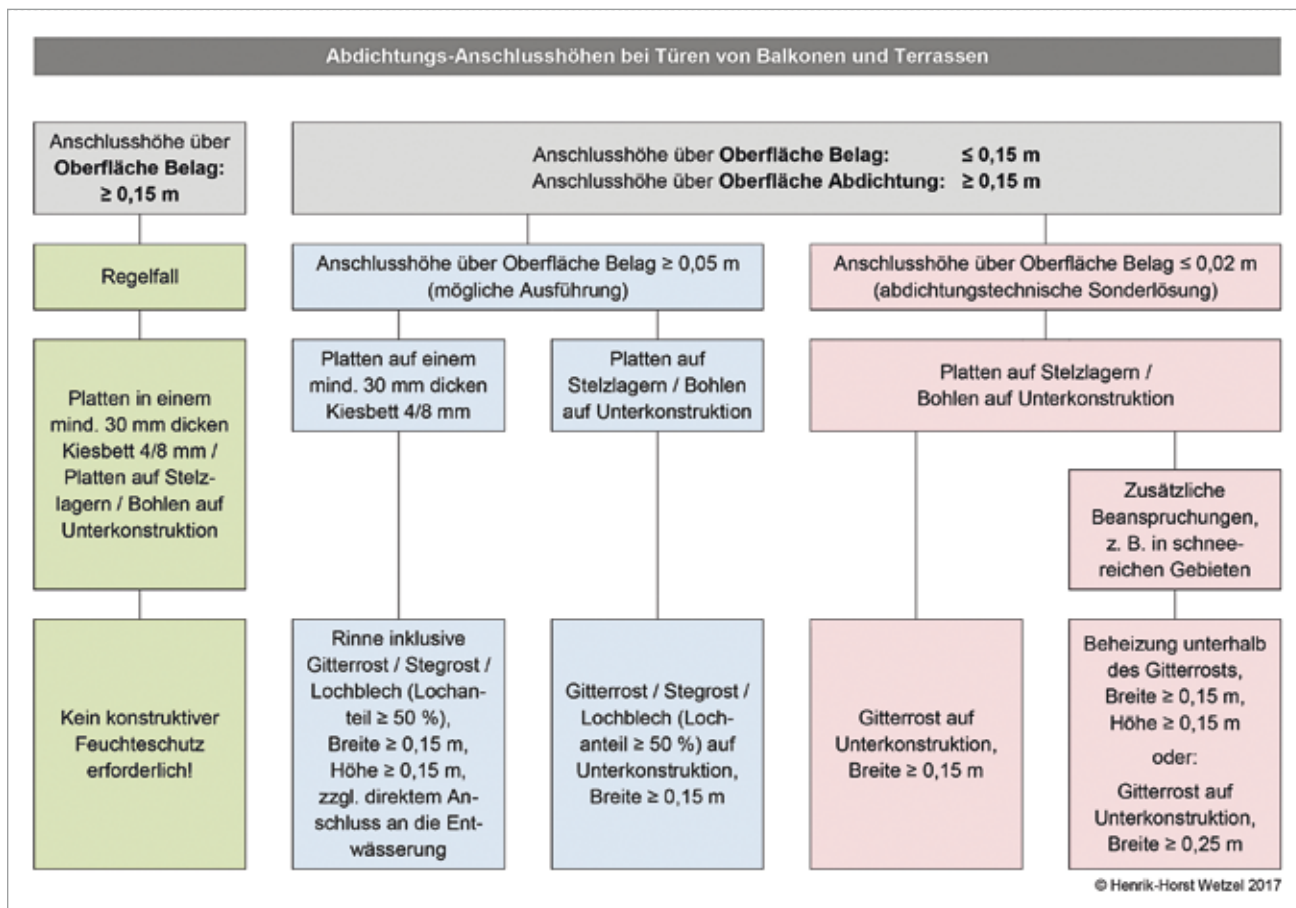 Abdichtungs-Anschlusshöhen bei Türen von Balkonen und Terrassen
Anschlusshöhe über
Oberfläche Belag:
≥ 0,15 m
Anschlusshöhe über Oberfläche Belag: ≤ 0,15 m
Anschlusshöhe über Oberfläche Abdichtung: ≥ 0,15 m
Regelfall
Anschlusshöhe über Oberfläche Belag ≥ 0,05 m
(mögliche Ausführung)
Anschlusshöhe über Oberfläche Belag ≤ 0,02 m
(abdichtungstechnische Sonderlösung)
Platten in einem
mind. 30 mm dicken
Kiesbett 4/8 mm /
Platten auf Stelz-
lagern / Bohlen auf
Unterkonstruktion
Platten auf einem
mind. 30 mm dicken
Kiesbett 4/8 mm
Platten auf
Stelzlagern / Bohlen
auf Unterkonstruktion
Platten auf Stelzlagern /
Bohlen auf Unterkonstruktion
Zusätzliche
Beanspruchungen,
z. B. in schnee-
reichen Gebieten
Kein konstruktiver
Feuchteschutz
erforderlich!
Rinne inklusive
Gitterrost / Stegrost /
Lochblech (Lochan-
teil ≥ 50 %),
Breite ≥ 0,15 m,
Höhe ≥ 0,15 m,
zzgl. direktem An-
schluss an die Ent-
wässerung
Gitterrost / Stegrost /
Lochblech (Loch-
anteil ≥ 50 %) auf
Unterkonstruktion,
Breite ≥ 0,15 m
Gitterrost auf
Unterkonstruktion,
Breite ≥ 0,15 m
Beheizung unterhalb
des Gitterrosts,
Breite ≥ 0,15 m,
Höhe ≥ 0,15 m
oder:
Gitterrost auf
Unterkonstruktion,
Breite ≥ 0,25 m
© Henrik-Horst Wetzel 2017